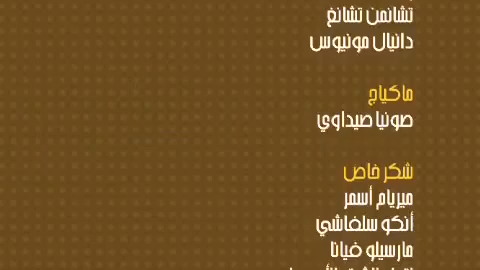 تشانمن تشانغ
دانيال مونيوس
ماكياج
صونيا صيداوي
شكر خاص
ميريام أسمر
أنكو سلفاشي
مارسيلو فيانا